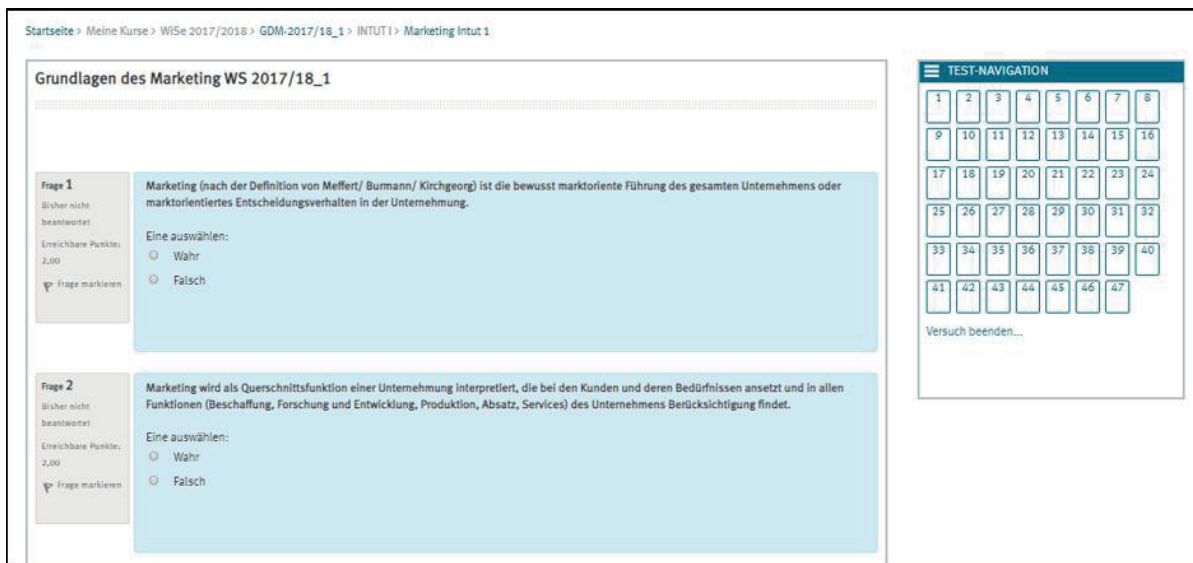 Startseite > Meine Kurse > WiSe 2017/2018 > GDM-2017/18_1 > INTUT I > Marketing Intut 1
Grundlagen des Marketing WS 2017/18_1
Frage 1
Bisher nicht
beantwortet
Erreichbare Punkte:
2,00
Frage markieren
Marketing (nach der Definition von Meffert/ Burmann/ Kirchgeorg) ist die bewusst marktoriente Führung des gesamten Unternehmens oder
marktorientiertes Entscheidungsverhalten in der Unternehmung.
Eine auswählen:
Wahr
Falsch
Frage 2
Bisher nicht
beantwortet
Erreichbare Punkte:
2,00
Frage markieren
Marketing wird als Querschnittsfunktion einer Unternehmung interpretiert, die bei den Kunden und deren Bedürfnissen ansetzt und in allen
Funktionen (Beschaffung, Forschung und Entwicklung, Produktion, Absatz, Services) des Unternehmens Berücksichtigung findet.
Eine auswählen:
Wahr
Falsch
TEST-NAVIGATION
1 2 3 4 5 6 7 8
9 10 11 12 13 14 15 16
17 18 19 20 21 22 23 24
25 26 27 28 29 30 31 32
33 34 35 36 37 38 39 40
41 42 43 44 45 46 47
Versuch beenden...